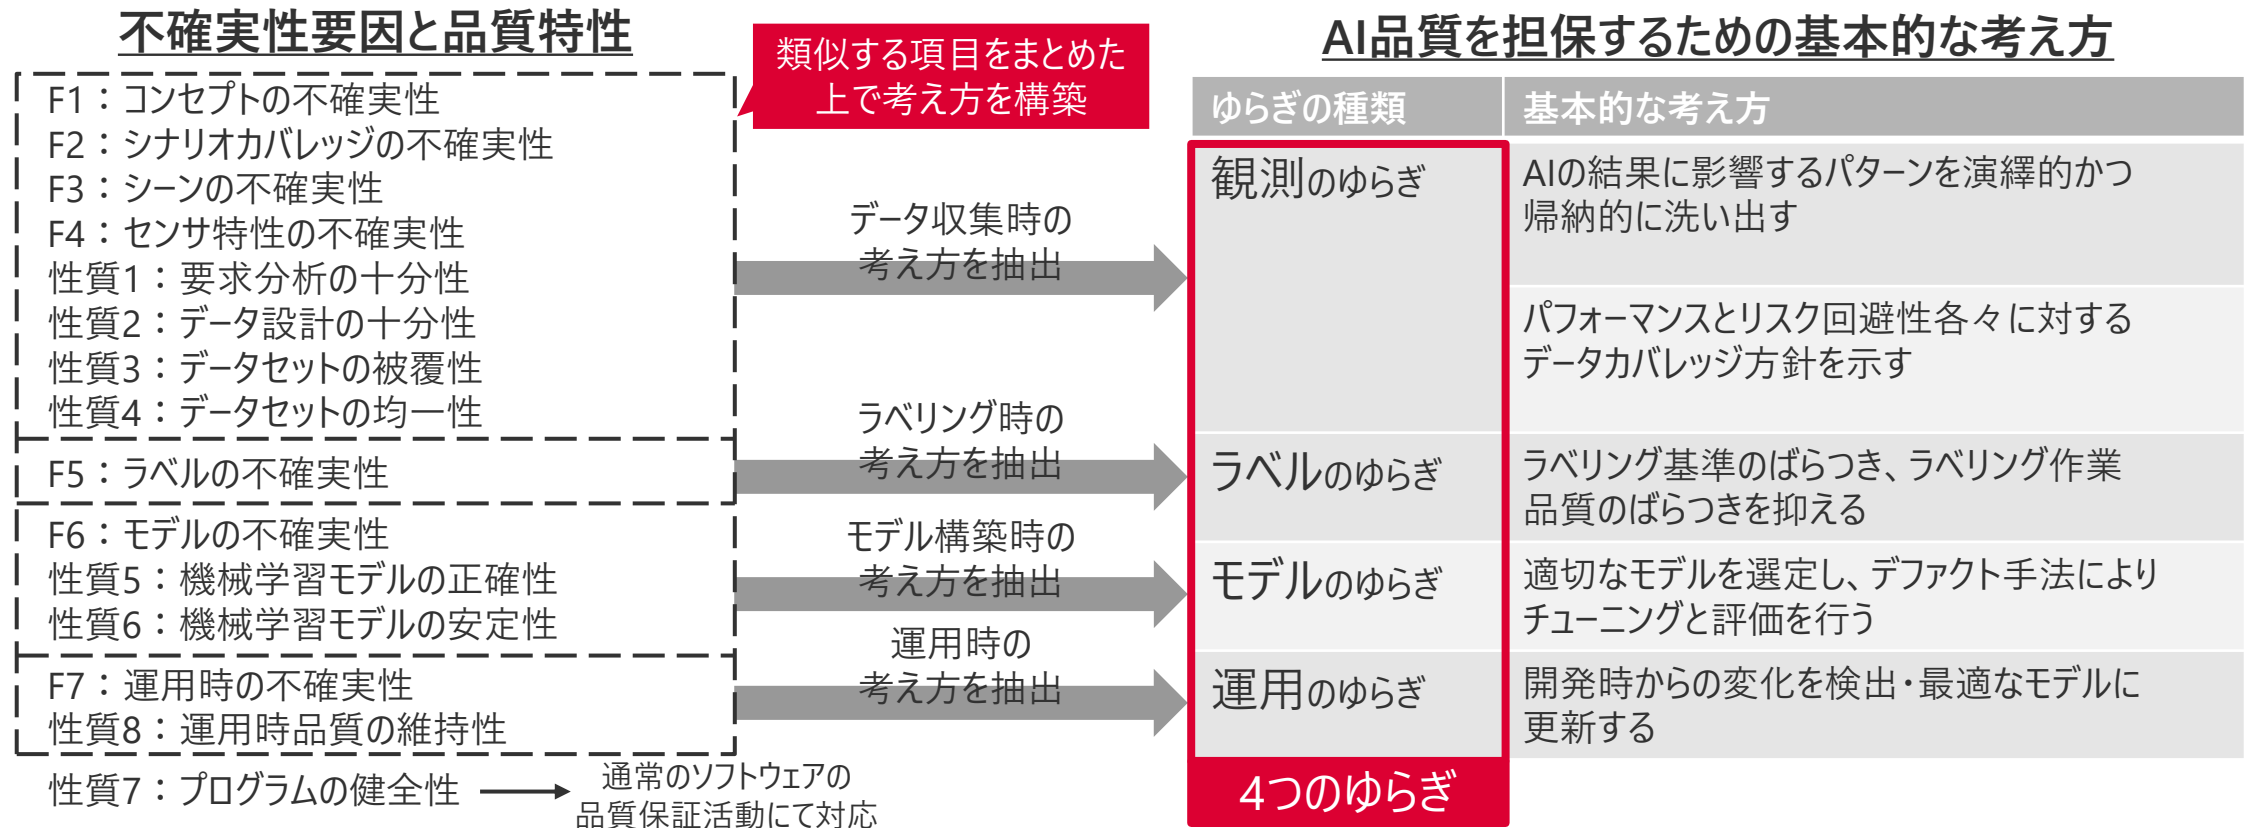 不確実性要因と品質特性
F1：コンセプトの不確実性
F2：シナリオカバレッジの不確実性
F3：シーンの不確実性
F4：センサ特性の不確実性
性質1：要求分析の十分性
性質2：データ設計の十分性
性質3：データセットの被覆性
性質4：データセットの均一性
F5：ラベルの不確実性
F6：モデルの不確実性
性質5：機械学習モデルの正確性
性質6：機械学習モデルの安定性
F7：運用時の不確実性
性質8：運用時品質の維持性
性質7：プログラムの健全性
通常のソフトウェアの
品質保証活動にて対応
類似する項目をまとめた
上で考え方を構築
データ収集時の
考え方を抽出
ラベリング時の
考え方を抽出
モデル構築時の
考え方を抽出
運用時の
考え方を抽出
AI品質を担保するための基本的な考え方
ゆらぎの種類
基本的な考え方
観測のゆらぎ
AIの結果に影響するパターンを演繹的かつ
帰納的に洗い出す
パフォーマンスとリスク回避性各々に対する
データカバレッジ方針を示す
ラベルのゆらぎ
ラベリング基準のばらつき、ラベリング作業
品質のばらつきを抑える
モデルのゆらぎ
適切なモデルを選定し、デファクト手法により
チューニングと評価を行う
運用のゆらぎ
開発時からの変化を検出・最適なモデルに
更新する
4つのゆらぎ